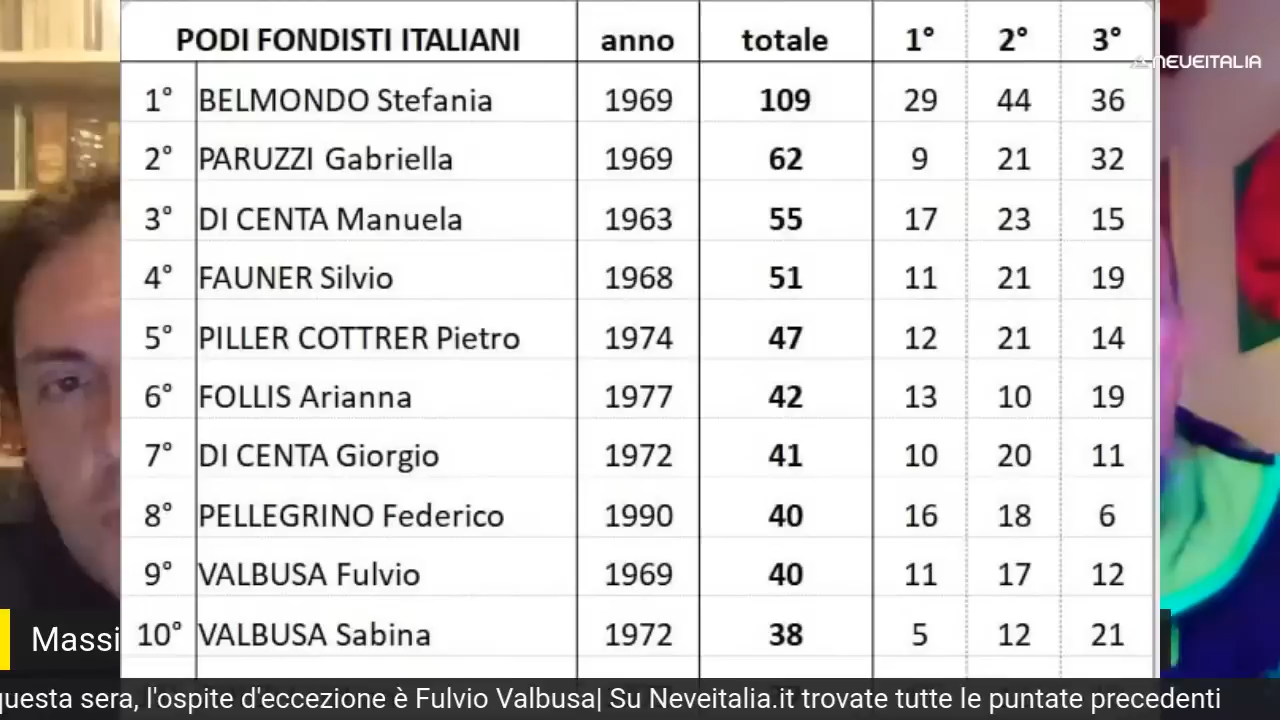 PODI FONDISTI ITALIANI anno totale 1° 2° 3°
NEVEITALIA
1° BELMONDO Stefania 1969 109 29 44 36
2° PARUZZI Gabriella 1969 62 9 21 32
3° DI CENTA Manuela 1963 55 17 23 15
4° FAUNER Silvio 1968 51 11 21 19
5° PILLER COTTRER Pietro 1974 47 12 21 14
6° FOLLIS Arianna 1977 42 13 10 19
7° DI CENTA Giorgio 1972 41 10 20 11
8° PELLEGRINO Federico 1990 40 16 18 6
9° VALBUSA Fulvio 1969 40 11 17 12
10° VALBUSA Sabina 1972 38 5 12 21
Massi
questa sera, l'ospite d'eccezione è Fulvio Valbusa| Su Neveitalia.it trovate tutte le puntate precedenti